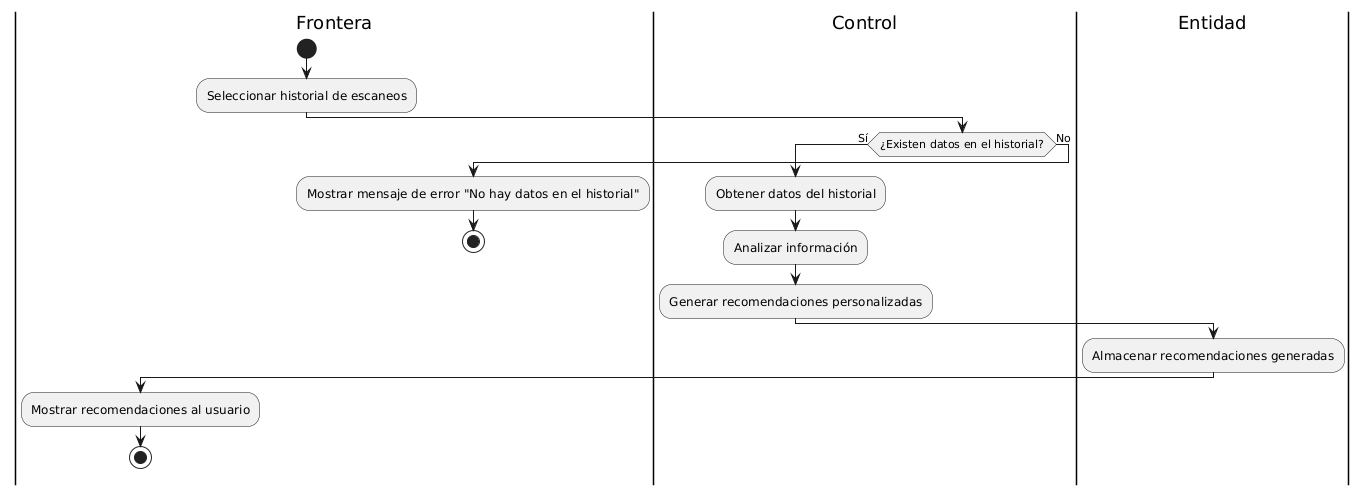 Frontera
Control
Entidad
Seleccionar historial de escaneos
Sí
¿Existen datos en el historial?
No
Mostrar mensaje de error "No hay datos en el historial"
Obtener datos del historial
Analizar información
Generar recomendaciones personalizadas
Almacenar recomendaciones generadas
Mostrar recomendaciones al usuario